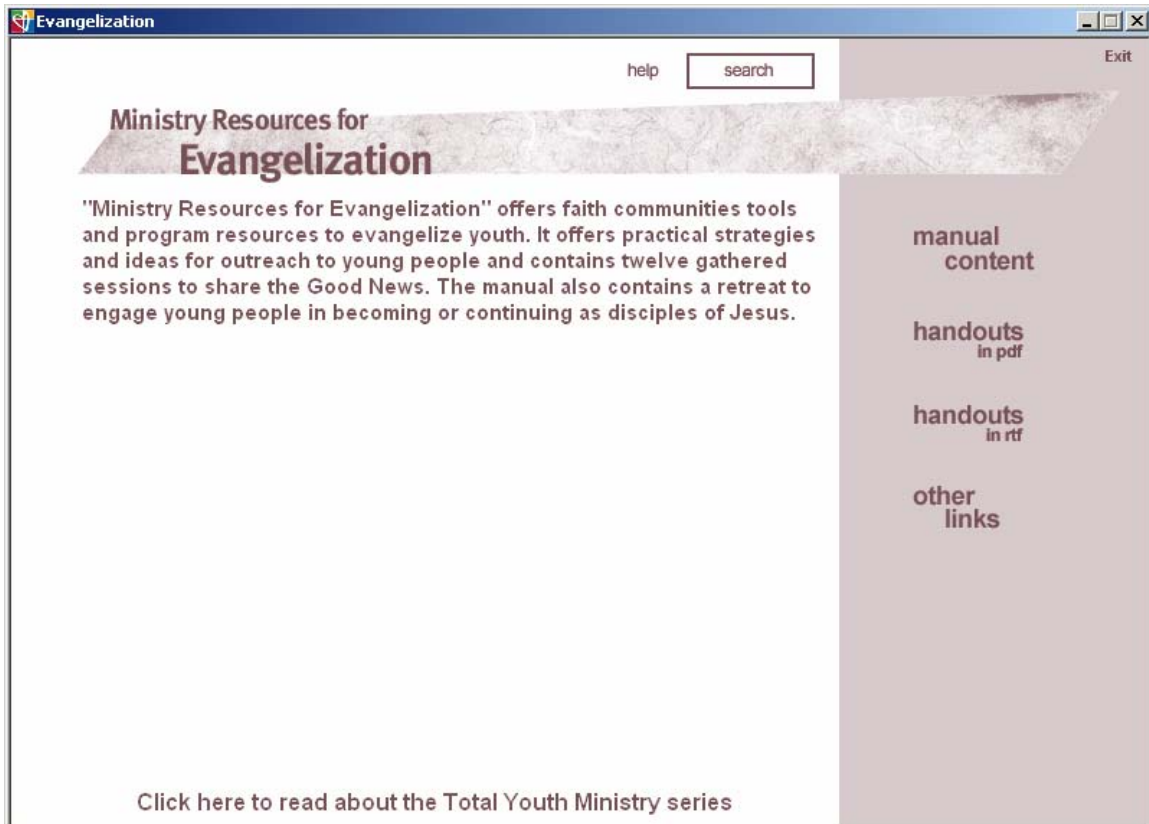 Evangelization
Exit
help
search
Ministry Resources for
Evangelization
"Ministry Resources for Evangelization" offers faith communities tools
and program resources to evangelize youth. It offers practical strategies
and ideas for outreach to young people and contains twelve gathered
sessions to share the Good News. The manual also contains a retreat to
engage young people in becoming or continuing as disciples of Jesus.
manual
content
handouts
in pdf
handouts
in rtf
other
links
Click here to read about the Total Youth Ministry series